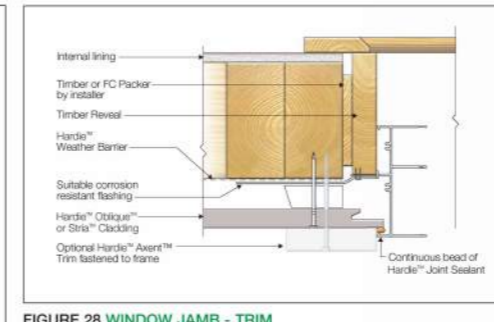 Internal lining
Timber or FC Packer
by installer
Timber Reveal
Hardie™
Weather Barrier
Suitable corrosion
resistant flashing
Hardie™ Oblique™
or Stria™ Cladding
Optional Hardie™ Axent™
Trim fastened to frame
Continuous bead of
Hardie™ Joint Sealant
FIGURE 28 WINDOW JAMB - TRIM